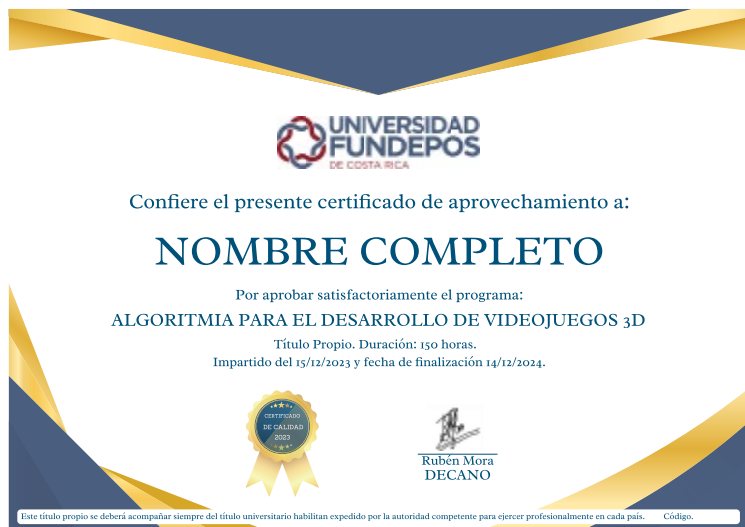 UNIVERSIDAD
FUNDEPOS
DE COSTA RICA
Confiere el presente certificado de aprovechamiento a:
NOMBRE COMPLETO
Por aprobar satisfactoriamente el programa:
ALGORITMIA PARA EL DESARROLLO DE VIDEOJUEGOS 3D
Título Propio. Duración: 150 horas.
Impartido del 15/12/2023 y fecha de finalización 14/12/2024.
CERTIFICADO
DE CALIDAD
2023
Rubén Mora
DECANO
Este título propio se deberá acompañar siempre del título universitario habilitan expedido por la autoridad competente para ejercer profesionalmente en cada país. Código.